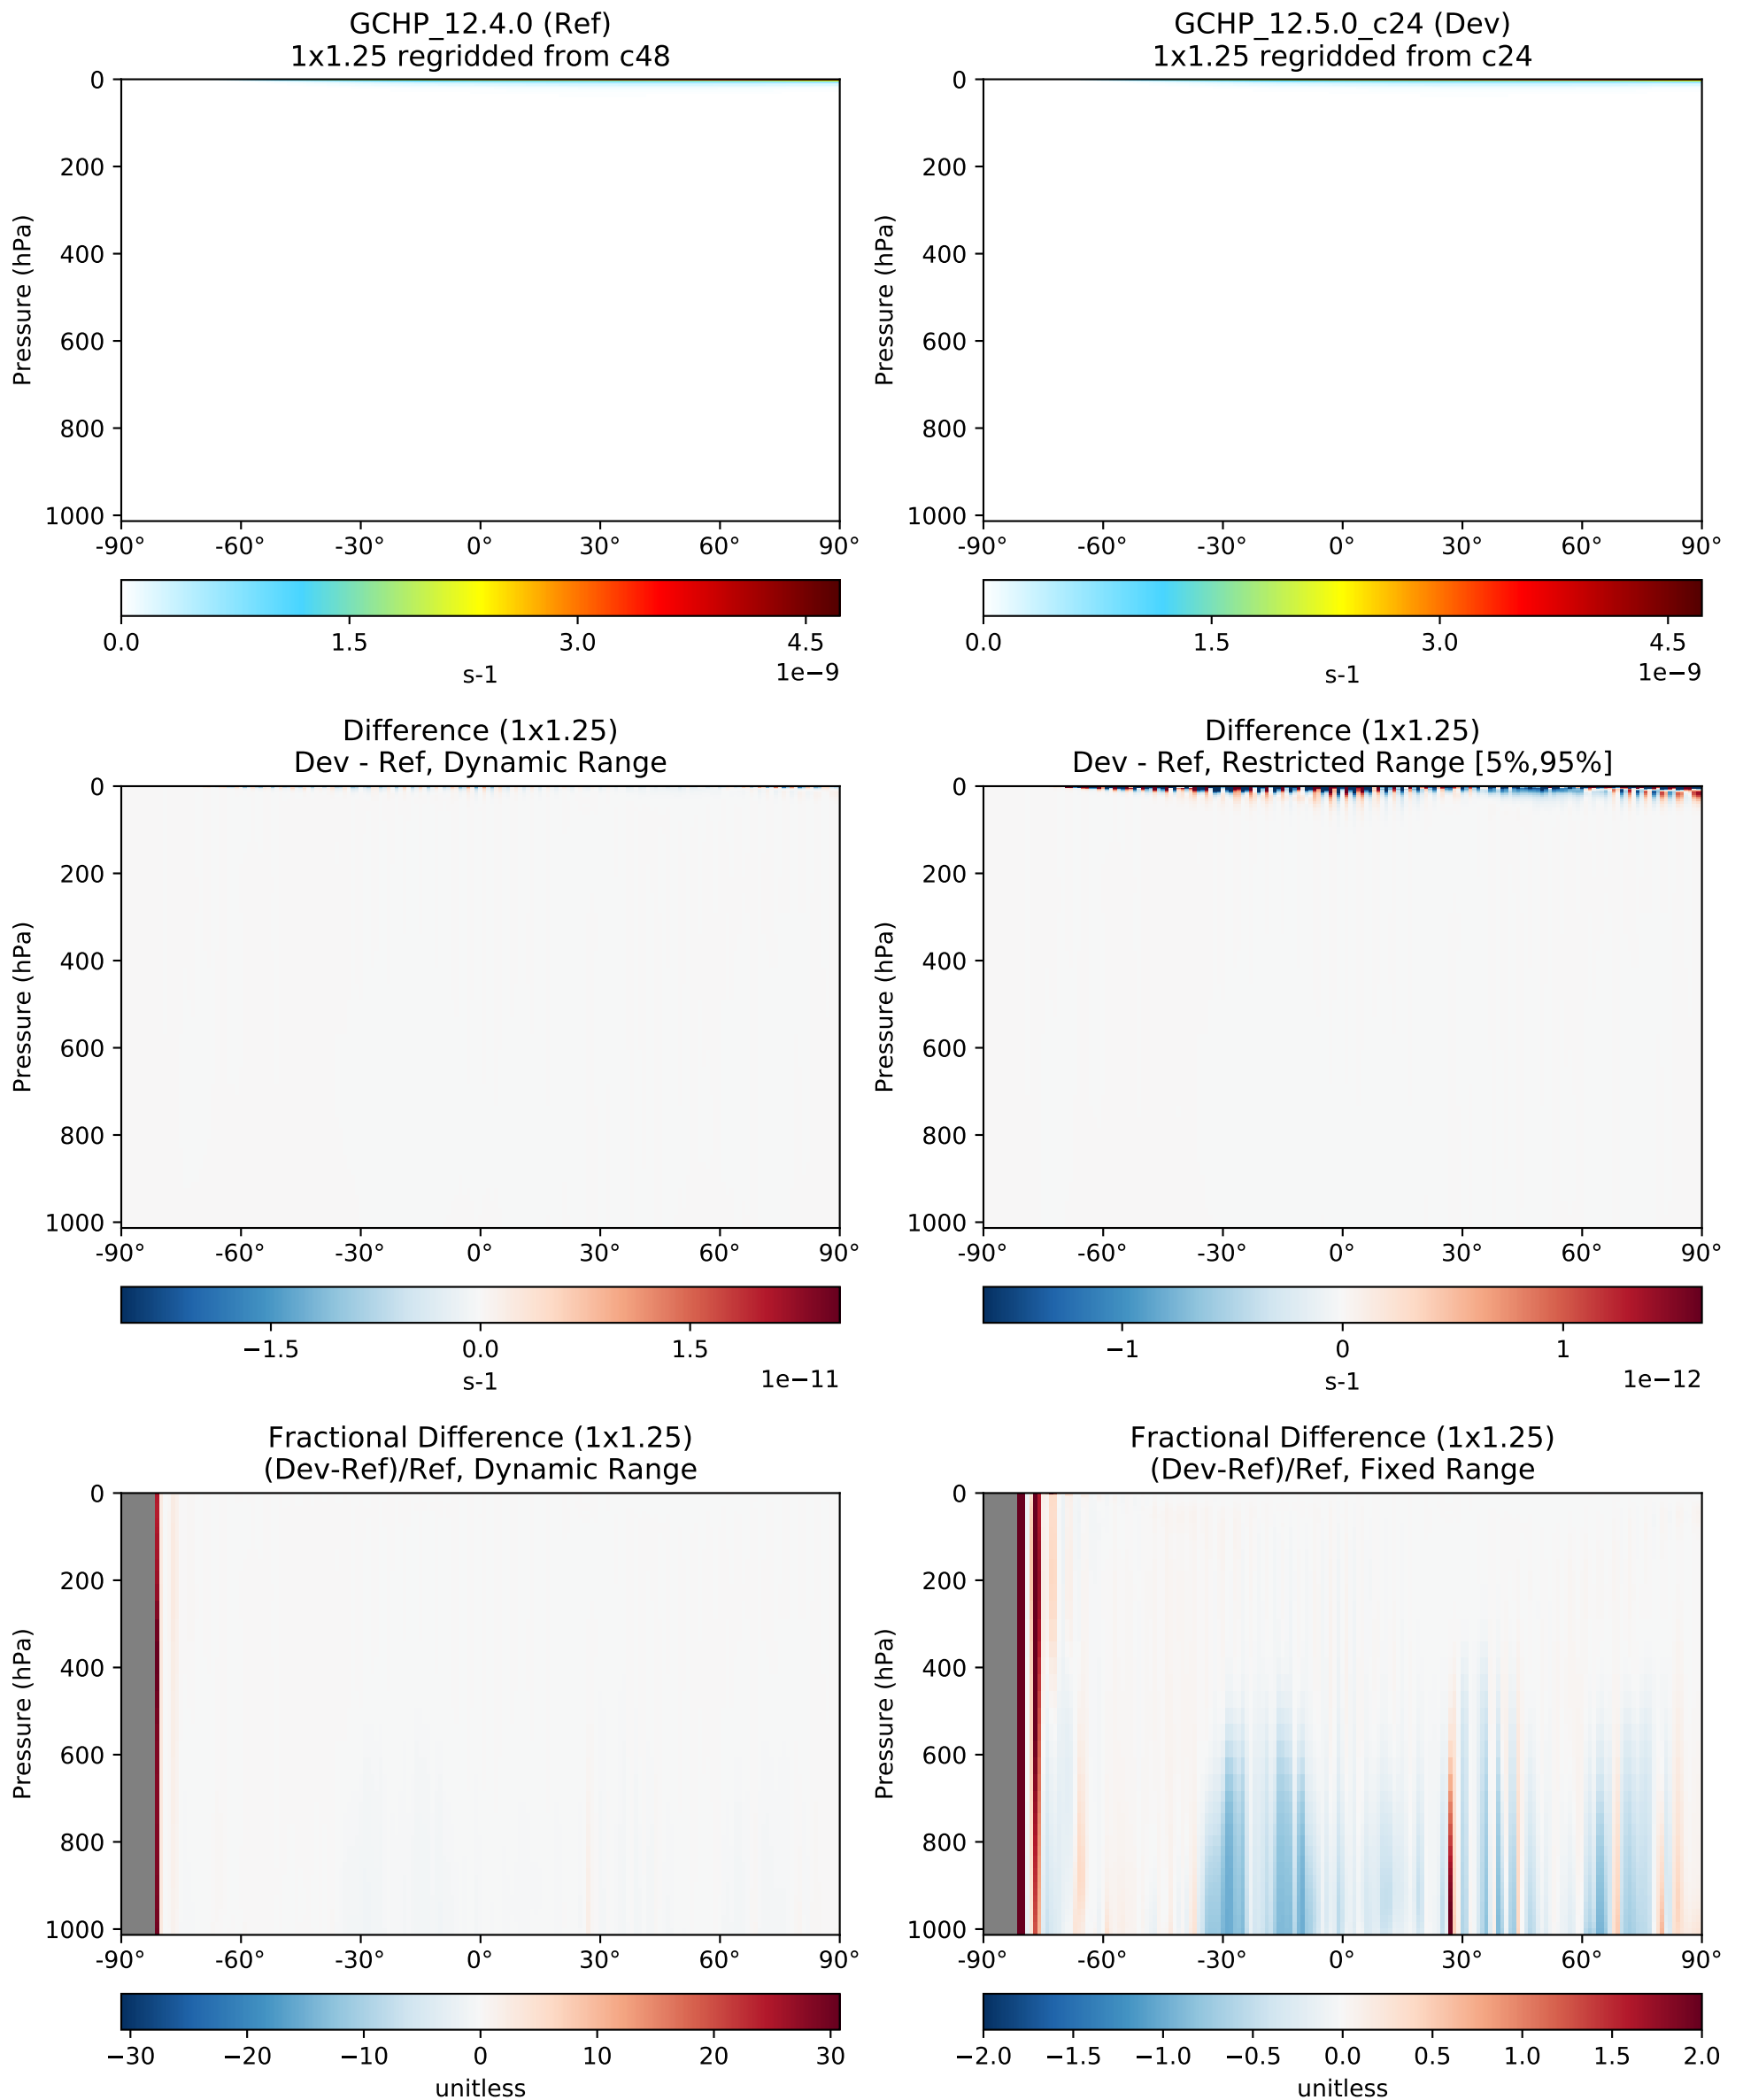 GCHP_12.4.0 (Ref)
1x1.25 regridded from c48
0
200
400
600
800
1000
Pressure (hPa)
-90° -60° -30° 0° 30° 60° 90°
0.0 1.5 3.0 4.5
s-1 1e−9
GCHP_12.5.0_c24 (Dev)
1x1.25 regridded from c24
0
200
400
600
800
1000
Pressure (hPa)
-90° -60° -30° 0° 30° 60° 90°
0.0 1.5 3.0 4.5
s-1 1e−9
Difference (1x1.25)
Dev - Ref, Dynamic Range
0
200
400
600
800
1000
Pressure (hPa)
-90° -60° -30° 0° 30° 60° 90°
−1.5 0.0 1.5
s-1 1e−11
Difference (1x1.25)
Dev - Ref, Restricted Range [5%,95%]
0
200
400
600
800
1000
Pressure (hPa)
-90° -60° -30° 0° 30° 60° 90°
−1 0 1
s-1 1e−12
Fractional Difference (1x1.25)
(Dev-Ref)/Ref, Dynamic Range
0
200
400
600
800
1000
Pressure (hPa)
-90° -60° -30° 0° 30° 60° 90°
−30 −20 −10 0 10 20 30
unitless
Fractional Difference (1x1.25)
(Dev-Ref)/Ref, Fixed Range
0
200
400
600
800
1000
Pressure (hPa)
-90° -60° -30° 0° 30° 60° 90°
−2.0 −1.5 −1.0 −0.5 0.0 0.5 1.0 1.5 2.0
unitless